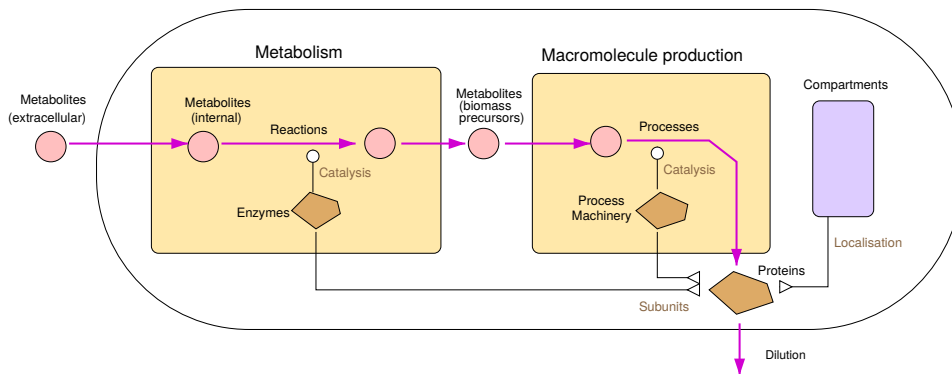 Metabolism
Macromolecule production
Metabolites
(extracellular)
Metabolites
(internal)
Reactions
Metabolites
(biomass
precursors)
Processes
Compartments
Catalysis
Catalysis
Enzymes
Process
Machinery
Localisation
Proteins
Subunits
Dilution